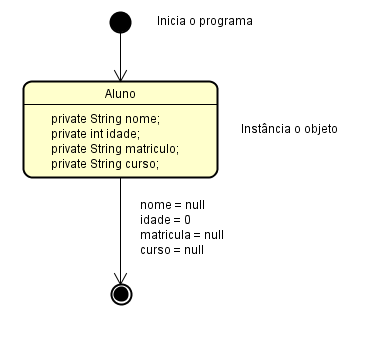 Inicia o programa
Aluno
private String nome;
private int idade;
private String matriculo;
private String curso;
Instância o objeto
nome = null
idade = 0
matricula = null
curso = null